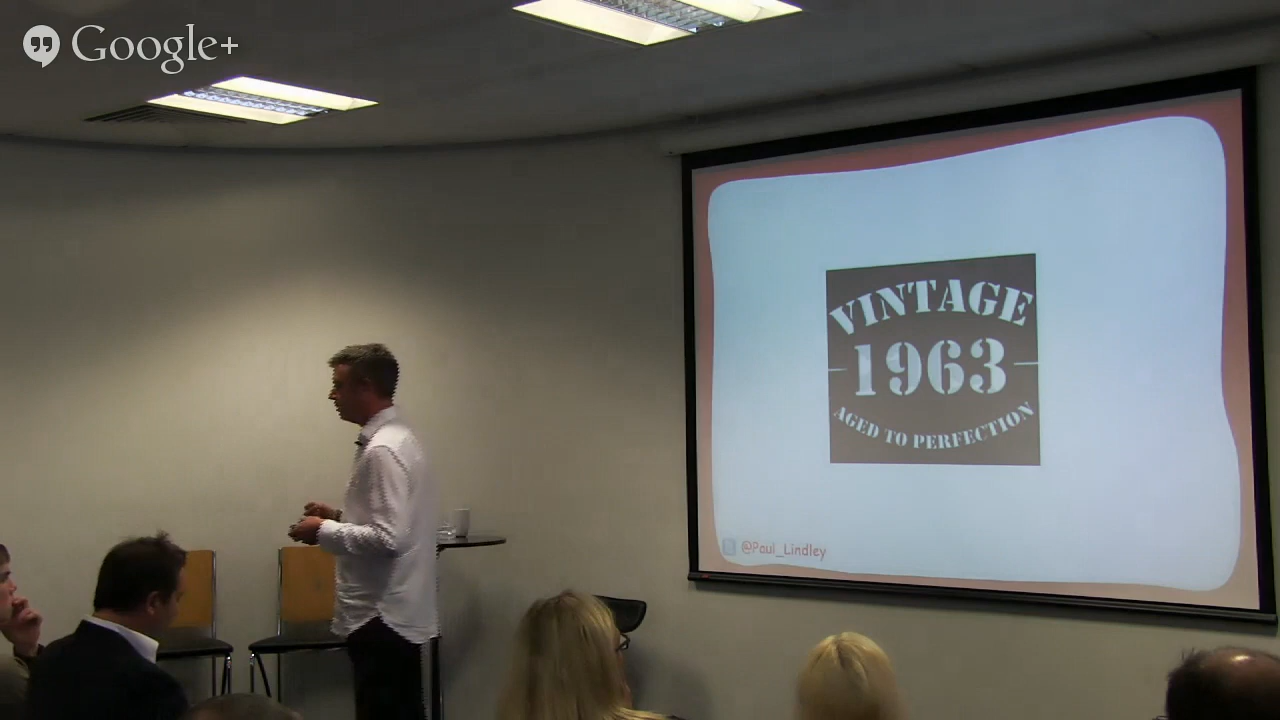 Google+
VINTAGE
1963
AGED TO PERFECTION
@Paul_Lindley